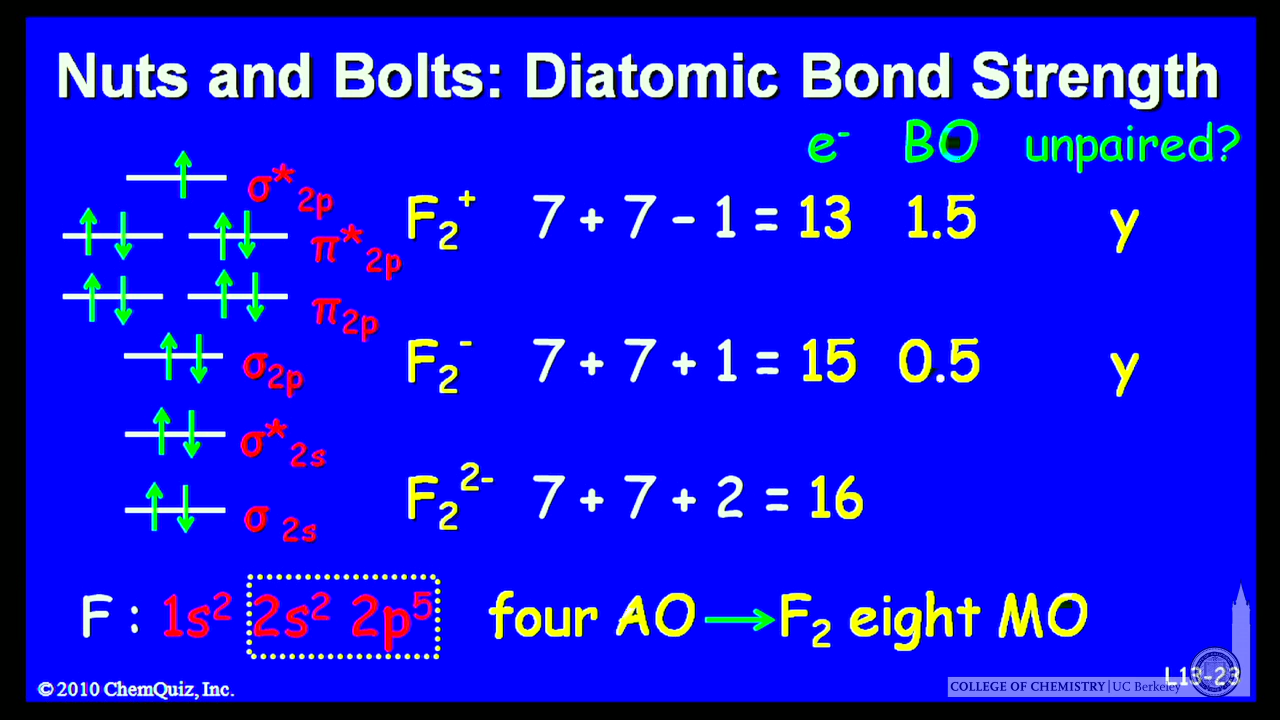 Nuts and Bolts: Diatomic Bond Strength
e⁻ BO unpaired?
σ*₂ₚ
F₂⁺ 7 + 7 – 1 = 13 1.5 y
π*₂ₚ
π₂ₚ
F₂⁻ 7 + 7 + 1 = 15 0.5 y
σ₂ₚ
σ*₂ₛ
F₂²⁻ 7 + 7 + 2 = 16
σ ₂ₛ
F : 1s² 2s² 2p⁵ four AO → F₂ eight MO
© 2010 ChemQuiz, Inc.
L13-23
COLLEGE OF CHEMISTRY | UC Berkeley